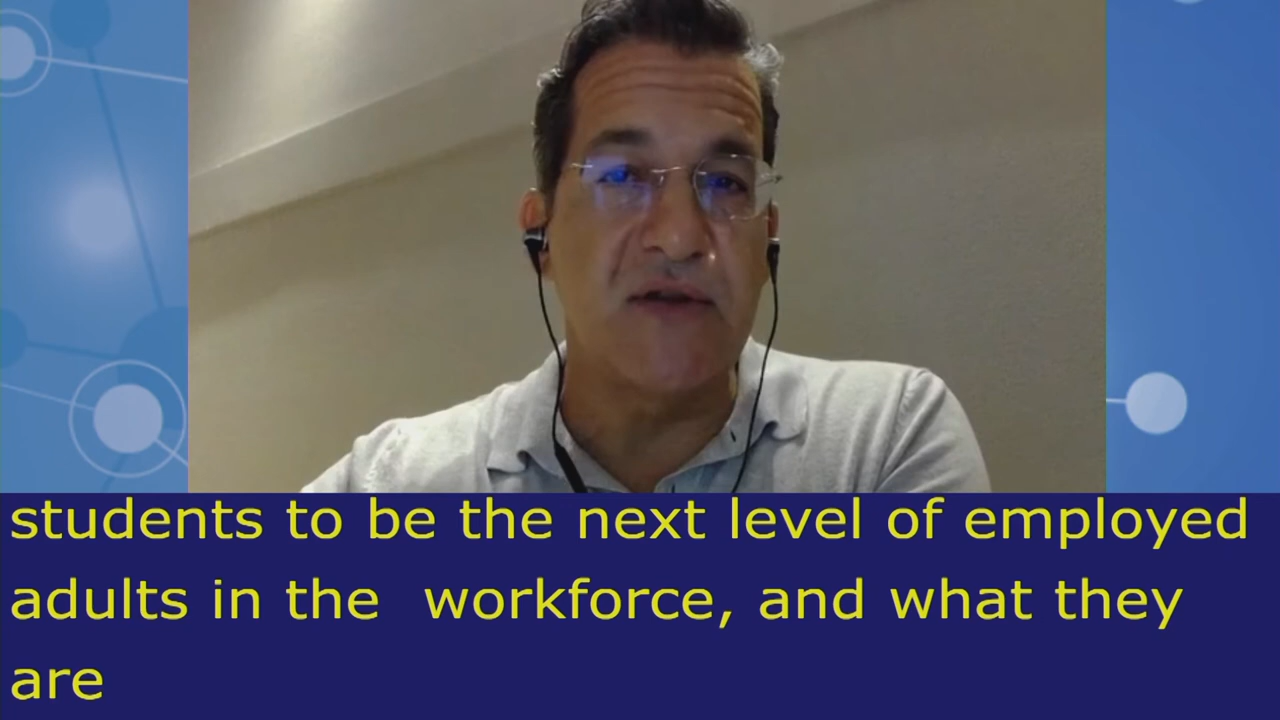 students to be the next level of employed
adults in the  workforce, and what they
are